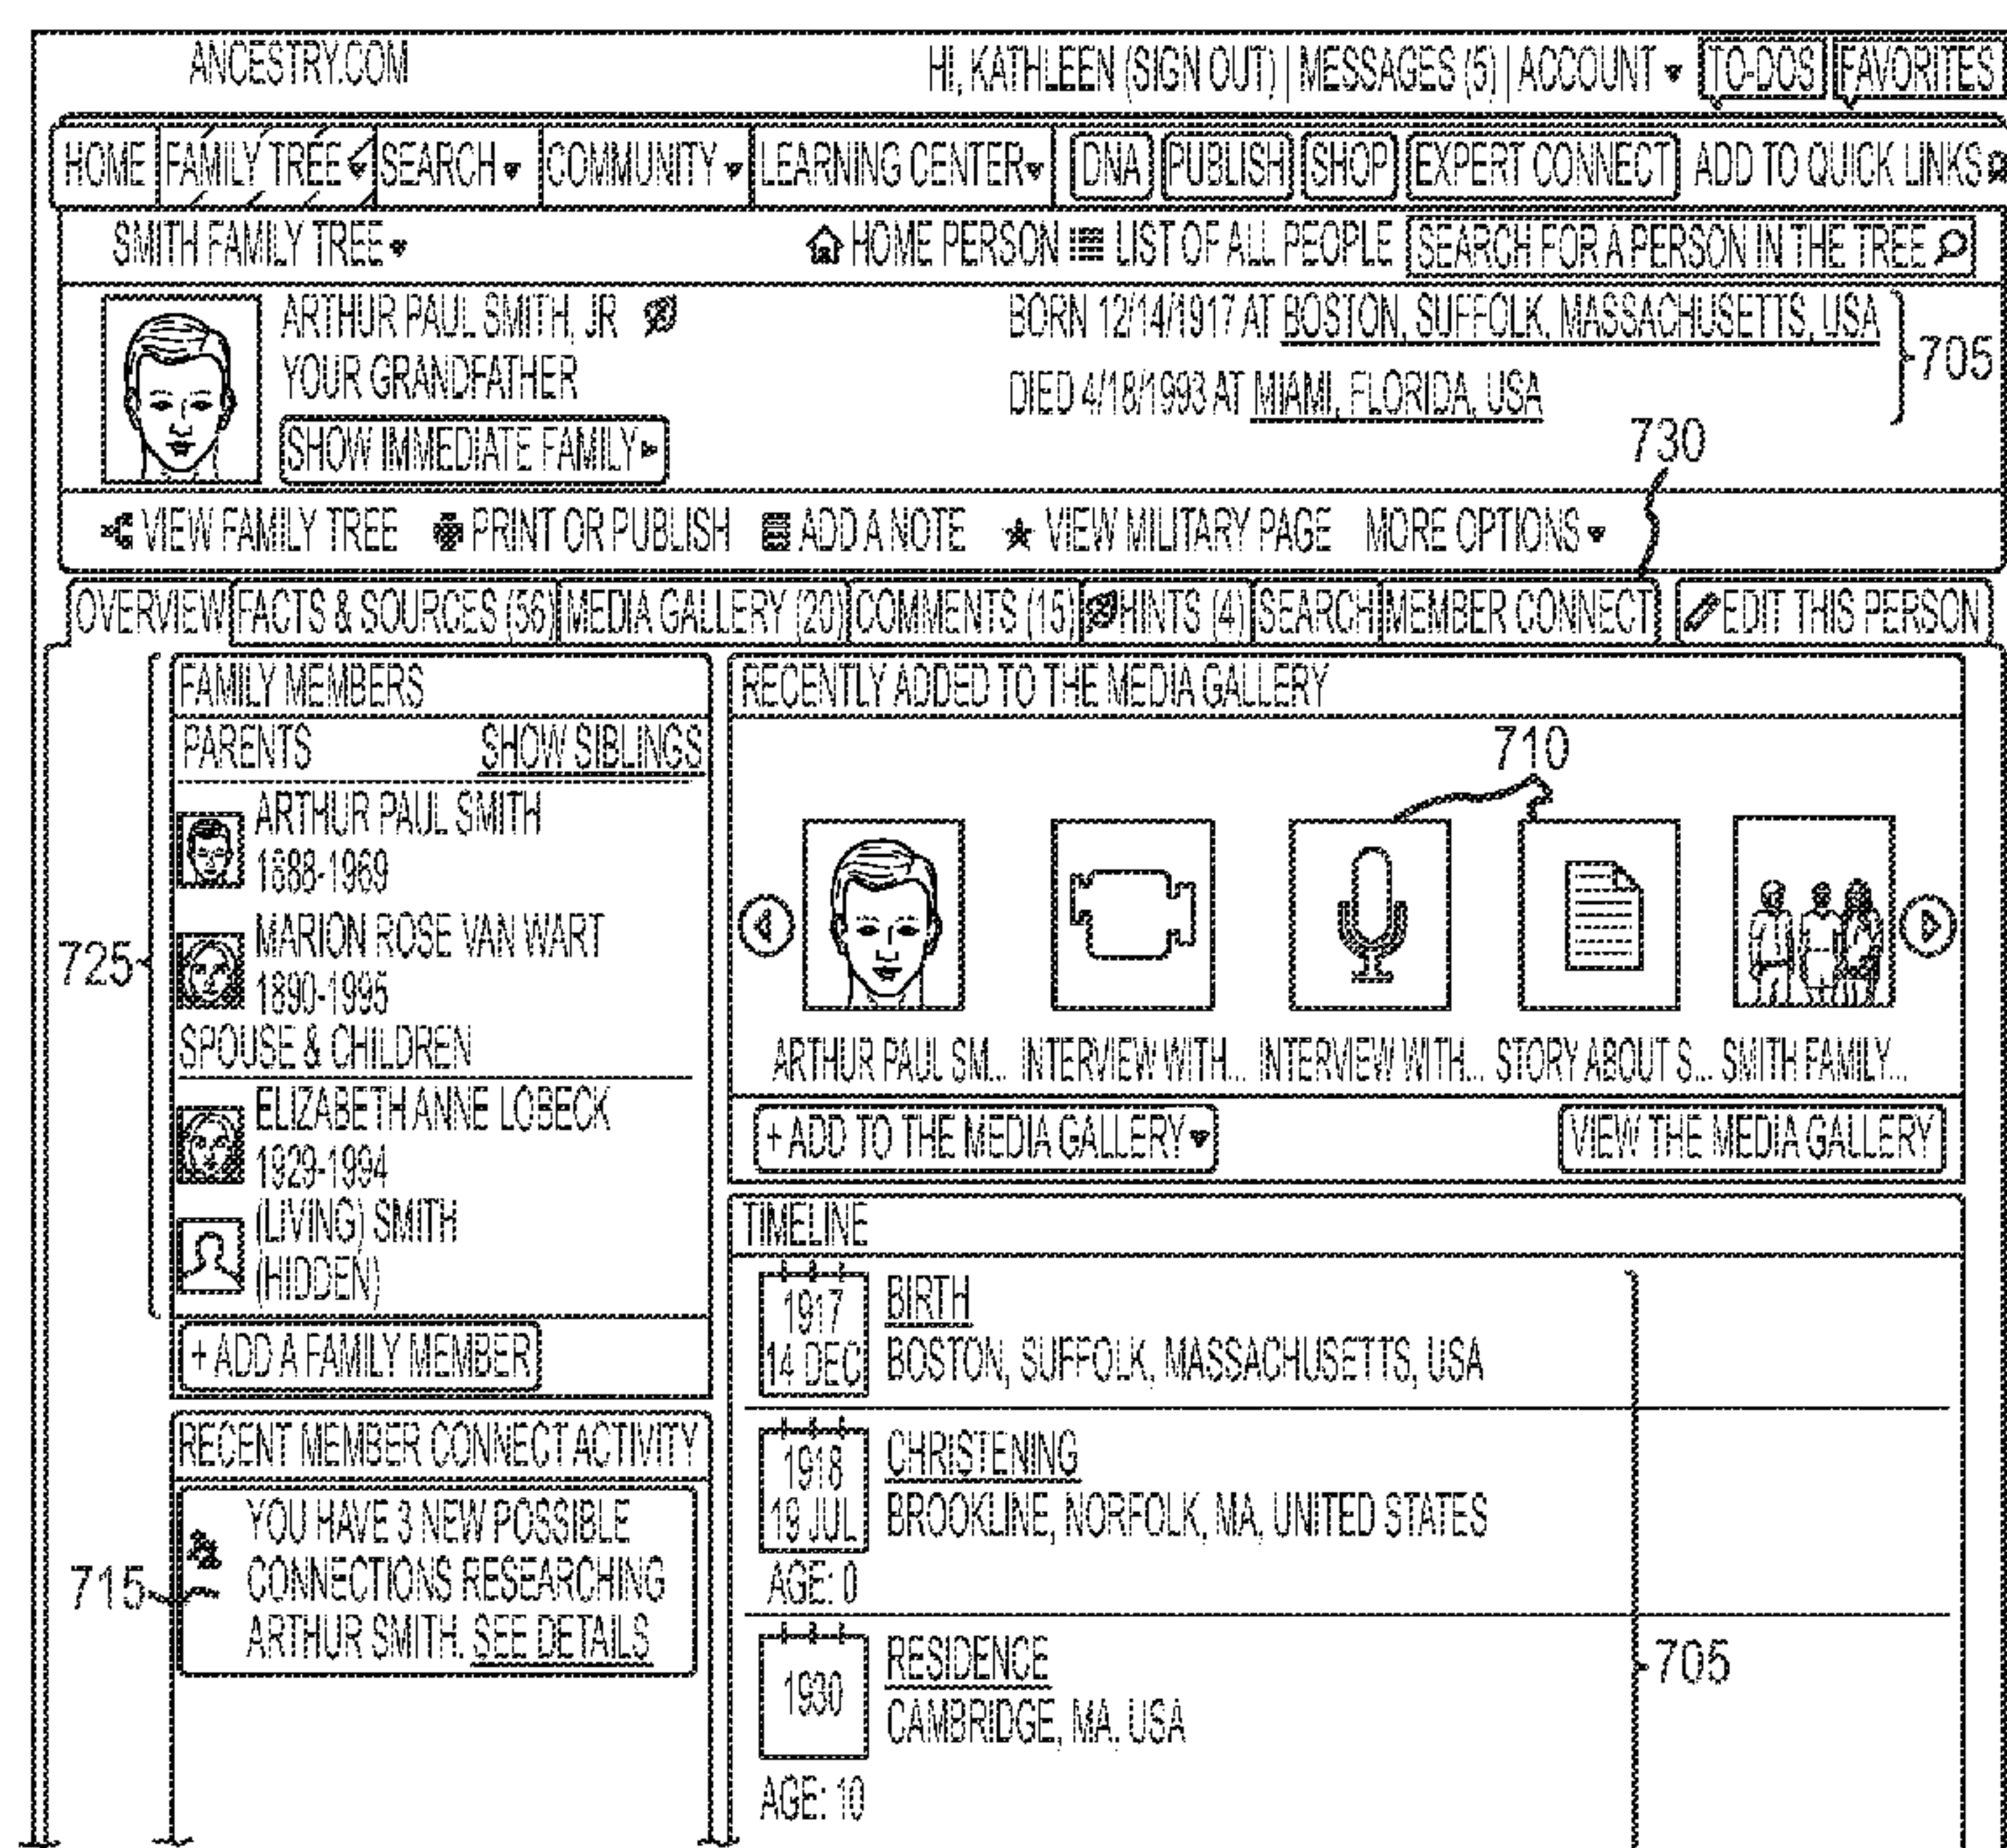 ANCESTRY.COM HI, KATHLEEN (SIGN OUT) | MESSAGES (5) | ACCOUNT TO-DOS FAVORITES
HOME FAMILY TREE SEARCH COMMUNITY LEARNING CENTER DNA PUBLISH SHOP EXPERT CONNECT ADD TO QUICK LINKS
SMITH FAMILY TREE HOME PERSON LIST OF ALL PEOPLE SEARCH FOR A PERSON IN THE TREE
ARTHUR PAUL SMITH, JR BORN 12/14/1917 AT BOSTON, SUFFOLK, MASSACHUSETTS, USA
705
YOUR GRANDFATHER DIED 4/18/1993 AT MIAMI, FLORIDA, USA
SHOW IMMEDIATE FAMILY
730
VIEW FAMILY TREE PRINT OR PUBLISH ADD A NOTE VIEW MILITARY PAGE MORE OPTIONS
OVERVIEW FACTS & SOURCES (56) MEDIA GALLERY (20) COMMENTS (15) HINTS (4) SEARCH MEMBER CONNECT EDIT THIS PERSON
725
FAMILY MEMBERS
PARENTS SHOW SIBLINGS
ARTHUR PAUL SMITH
1888-1969
MARION ROSE VAN WART
1890-1995
SPOUSE & CHILDREN
ELIZABETH ANNE LOBECK
1929-1994
(LIVING) SMITH
(HIDDEN)
+ ADD A FAMILY MEMBER
RECENT MEMBER CONNECT ACTIVITY
715
YOU HAVE 3 NEW POSSIBLE
CONNECTIONS RESEARCHING
ARTHUR SMITH. SEE DETAILS
RECENTLY ADDED TO THE MEDIA GALLERY
710
ARTHUR PAUL SM... INTERVIEW WITH... INTERVIEW WITH... STORY ABOUT S... SMITH FAMILY...
+ ADD TO THE MEDIA GALLERY VIEW THE MEDIA GALLERY
TIMELINE
1917
14 DEC
BIRTH
BOSTON, SUFFOLK, MASSACHUSETTS, USA
1918
19 JUL
CHRISTENING
BROOKLINE, NORFOLK, MA, UNITED STATES
AGE: 0
1930
RESIDENCE
CAMBRIDGE, MA. USA
705
AGE: 10